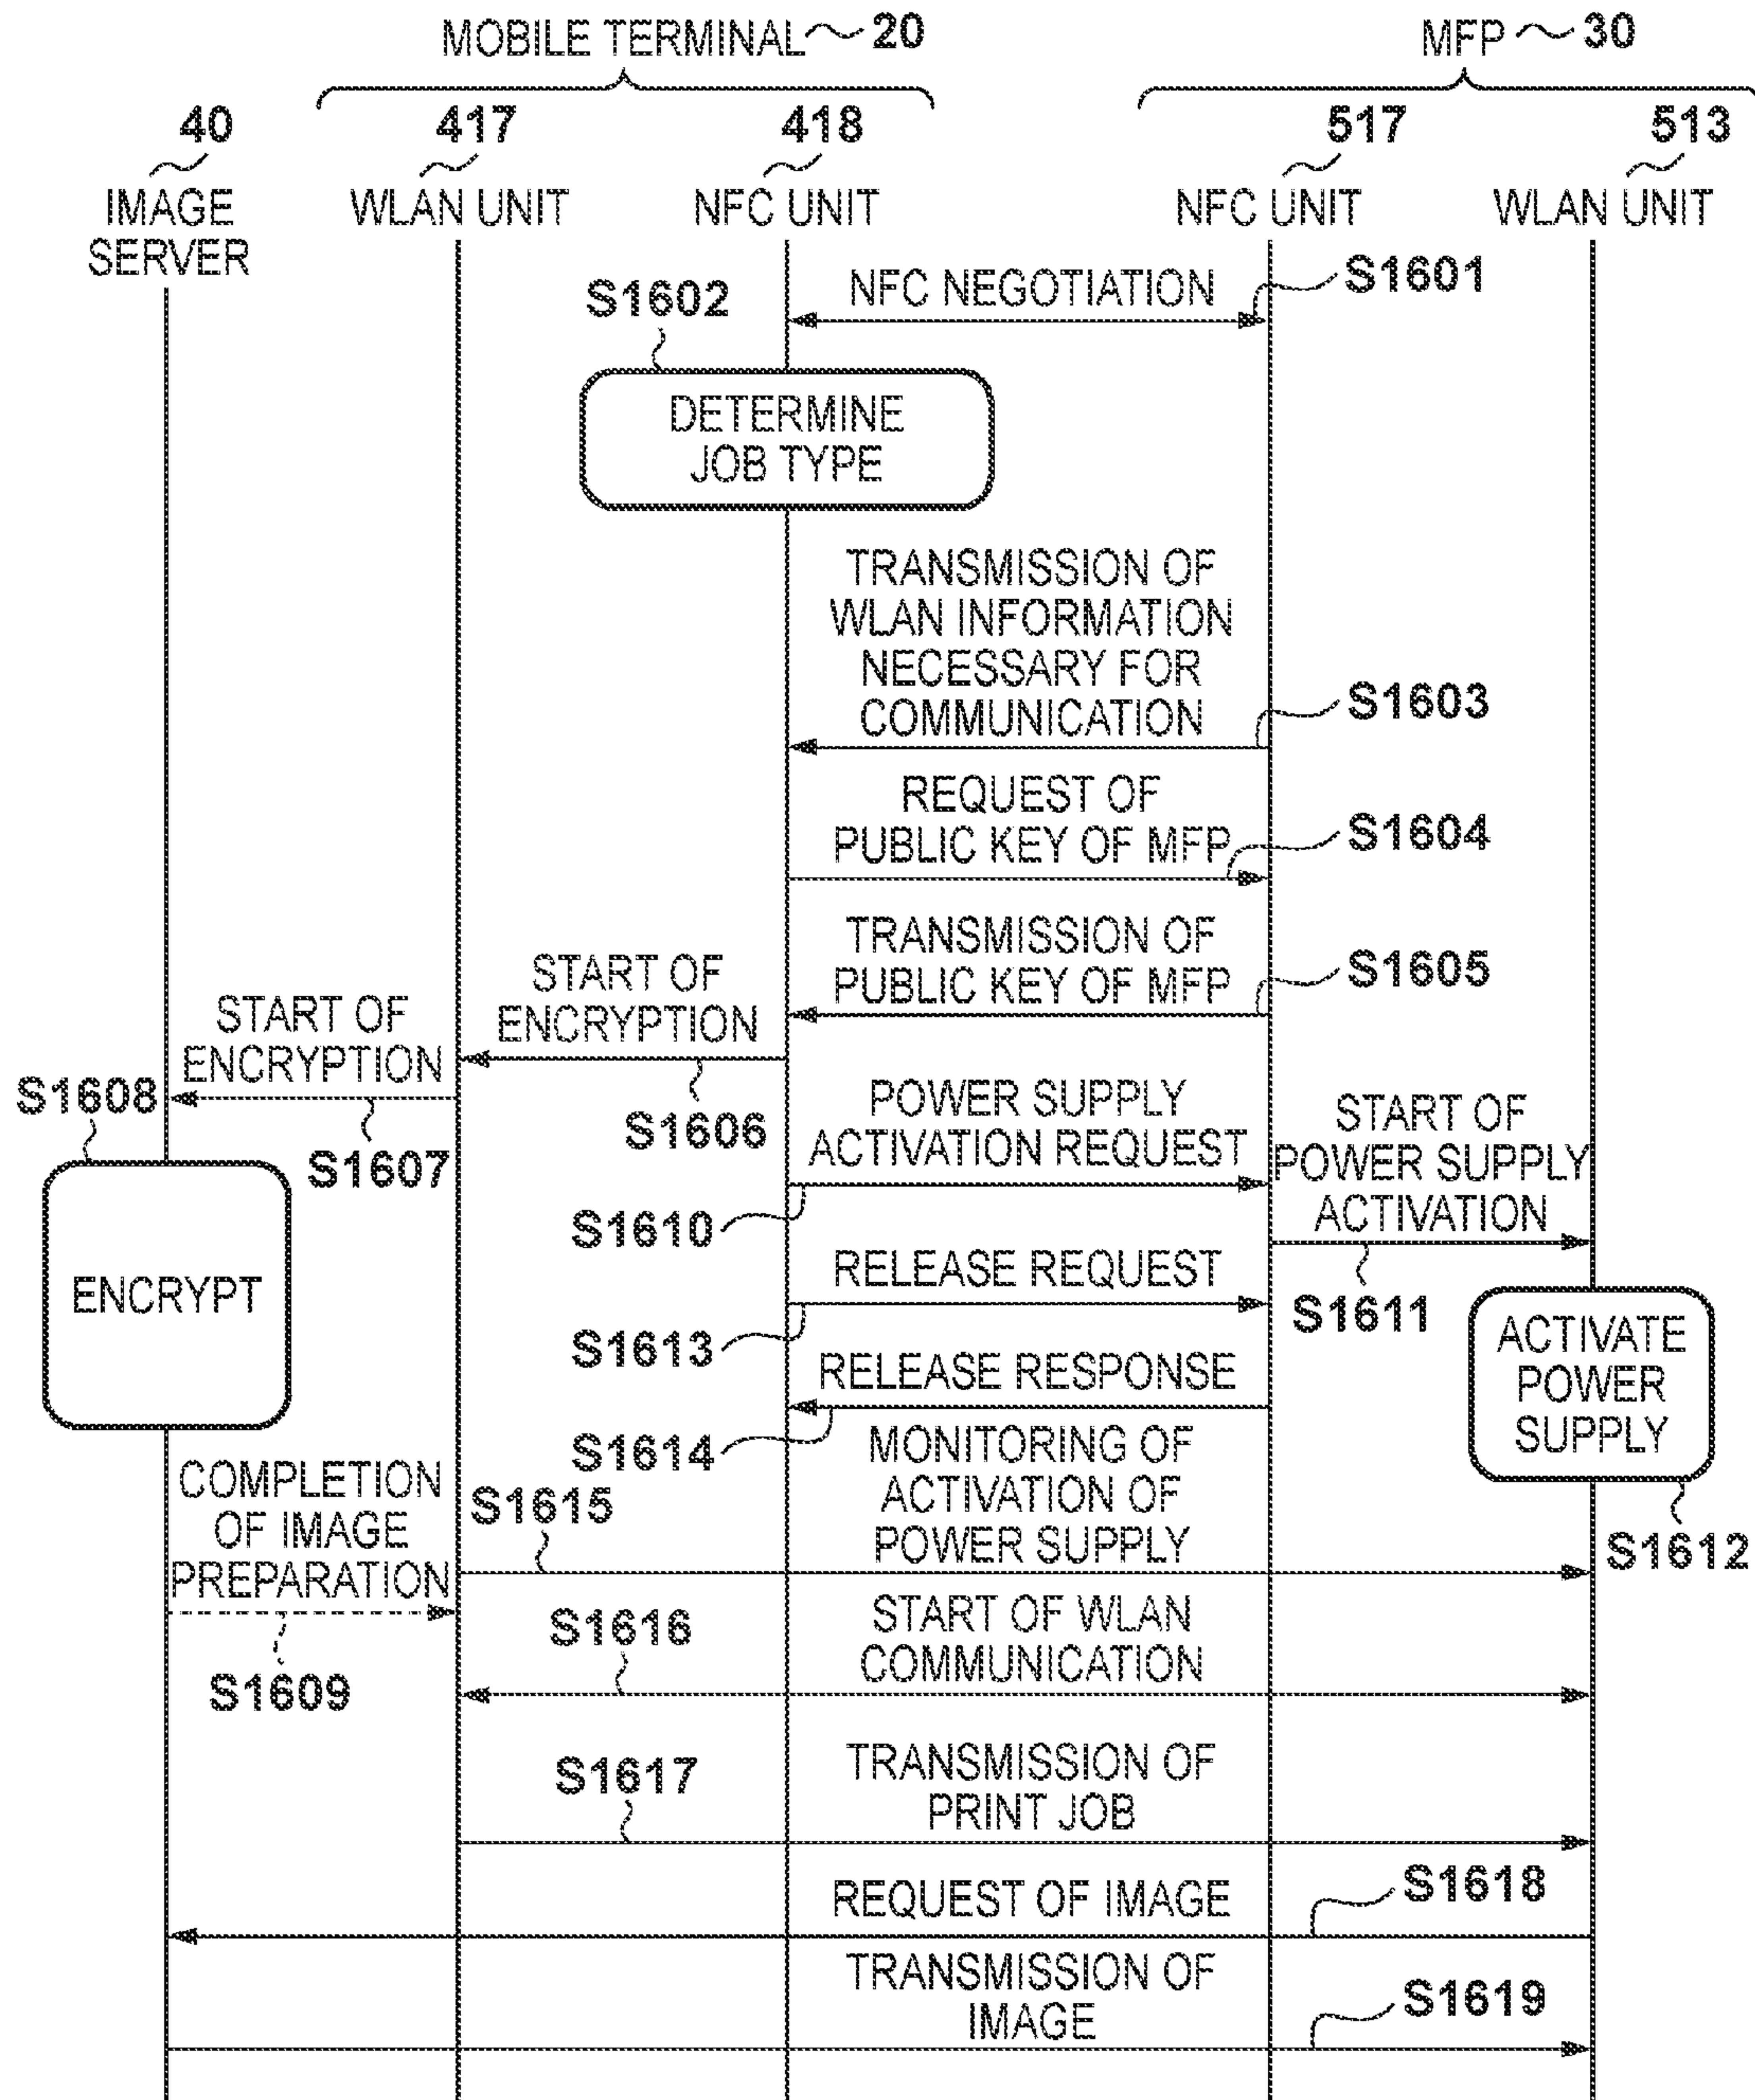 MOBILE TERMINAL 20
MFP 30
40
417
418
517
513
IMAGE
SERVER
WLAN UNIT
NFC UNIT
NFC UNIT
WLAN UNIT
NFC NEGOTIATION
S1601
S1602
DETERMINE
JOB TYPE
TRANSMISSION OF
WLAN INFORMATION
NECESSARY FOR
COMMUNICATION
S1603
REQUEST OF
PUBLIC KEY OF MFP
S1604
TRANSMISSION OF
PUBLIC KEY OF MFP
S1605
START OF
ENCRYPTION
S1606
START OF
ENCRYPTION
S1607
S1608
ENCRYPT
POWER SUPPLY
ACTIVATION REQUEST
S1610
START OF
POWER SUPPLY
ACTIVATION
S1611
RELEASE REQUEST
S1613
ACTIVATE
POWER
SUPPLY
S1612
RELEASE RESPONSE
S1614
COMPLETION
OF IMAGE
PREPARATION
S1609
MONITORING OF
ACTIVATION OF
POWER SUPPLY
S1615
START OF WLAN
COMMUNICATION
S1616
TRANSMISSION OF
PRINT JOB
S1617
REQUEST OF IMAGE
S1618
TRANSMISSION OF
IMAGE
S1619